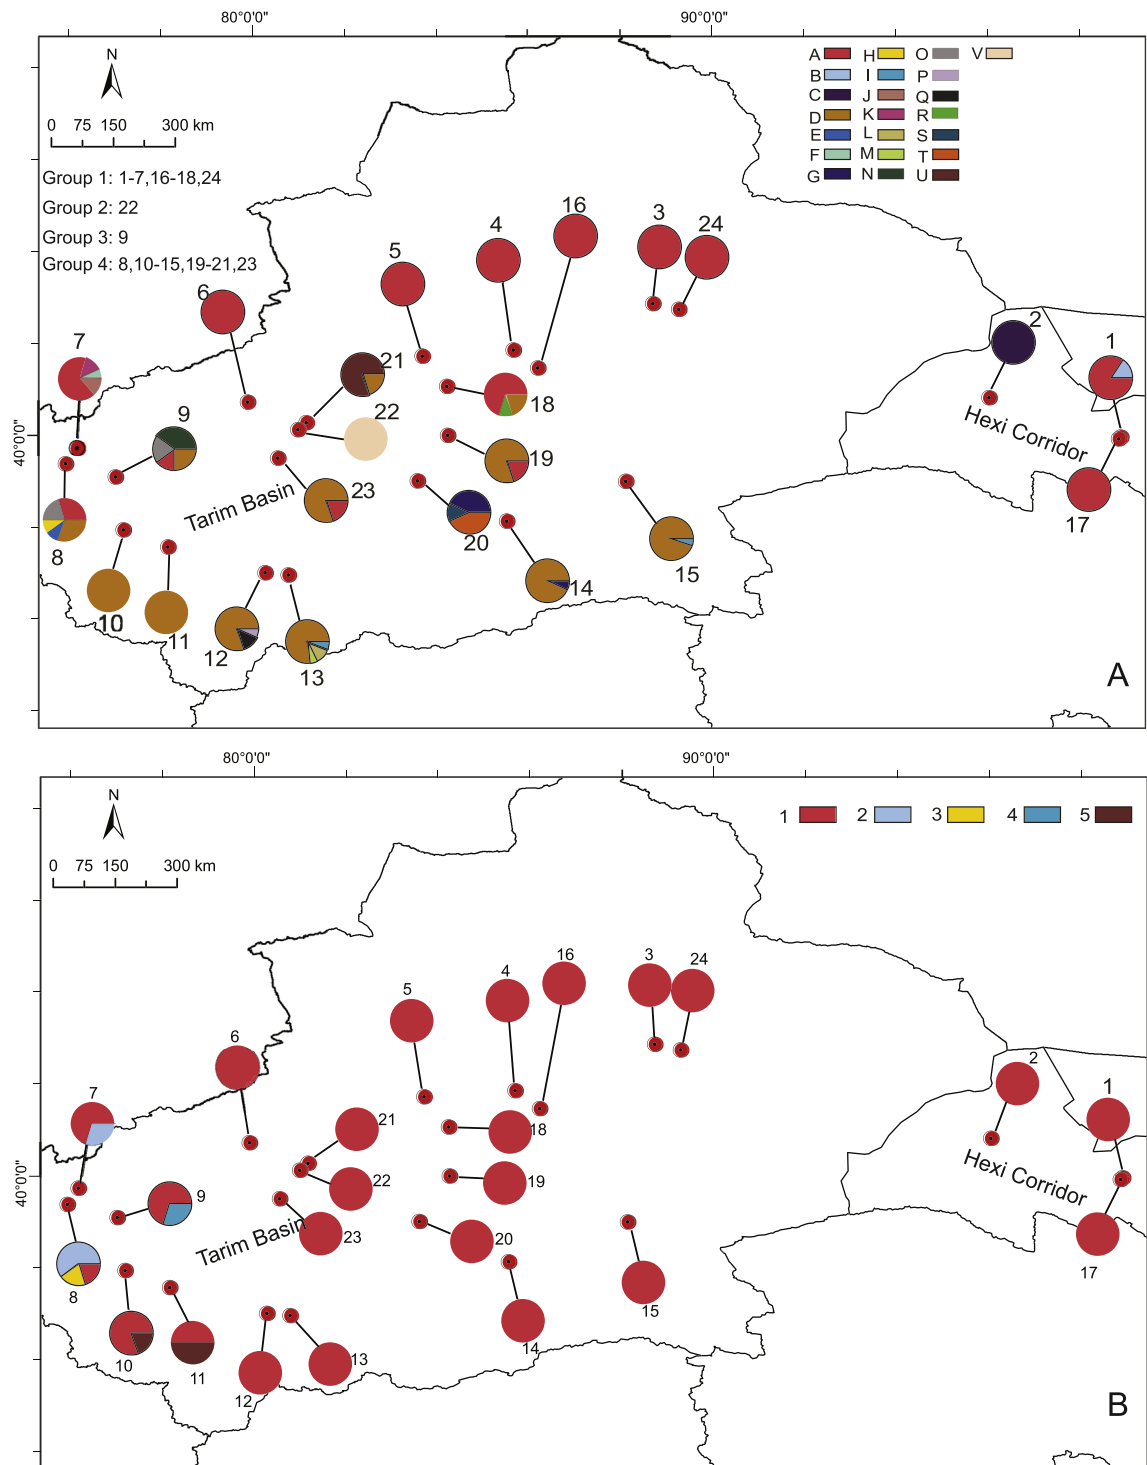 80°0'0" 90°0'0"
N
0 75 150 300 km
A H O V
B I P
C J Q
D K R
E L S
F M T
G N U
Group 1: 1-7,16-18,24
Group 2: 22
Group 3: 9
Group 4: 8,10-15,19-21,23
16
3
24
4
5
6
2
1
7
21
9
22
18
19
23
20
8
17
15
14
10
11
12
13
40°0'0"
Tarim Basin
Hexi Corridor
A
80°0'0" 90°0'0"
N
0 75 150 300 km
1 2 3 4 5
16
3
24
4
5
6
2
1
7
21
18
22
19
9
23
20
17
8
15
14
10
11
13
12
40°0'0"
Tarim Basin
Hexi Corridor
B